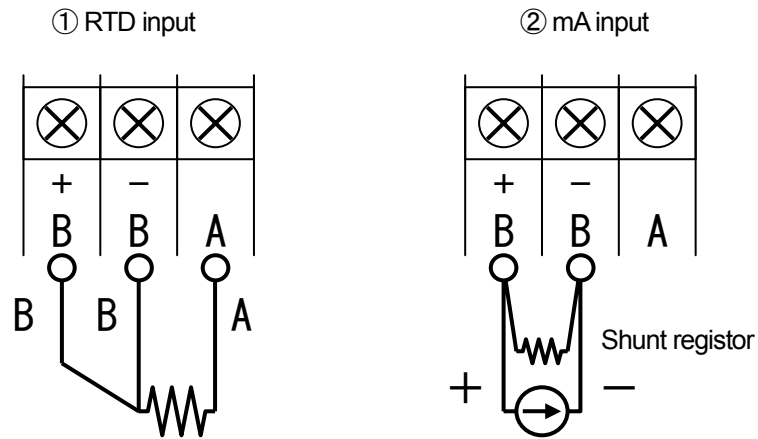 ① RTD input
② mA input
+ −
B B A
B B A
+ −
B B A
Shunt registor
+ −